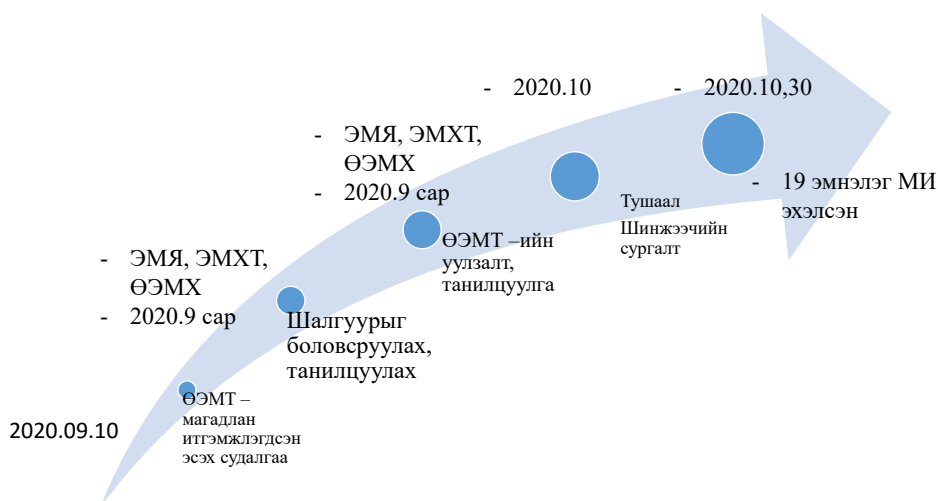 2020.09.10
ӨЭМТ –
магадлан
итгэмжлэгдсэн
эсэх судалгаа
- ЭМЯ, ЭМХТ,
ӨЭМХ
- 2020.9 сар
Шалгуурыг
боловсруулах,
танилцуулах
- ЭМЯ, ЭМХТ,
ӨЭМХ
- 2020.9 сар
ӨЭМТ –ийн
уулзалт,
танилцуулга
- 2020.10
Тушаал
Шинжээчийн
сургалт
- 2020.10,30
- 19 эмнэлэг МИ
эхэлсэн